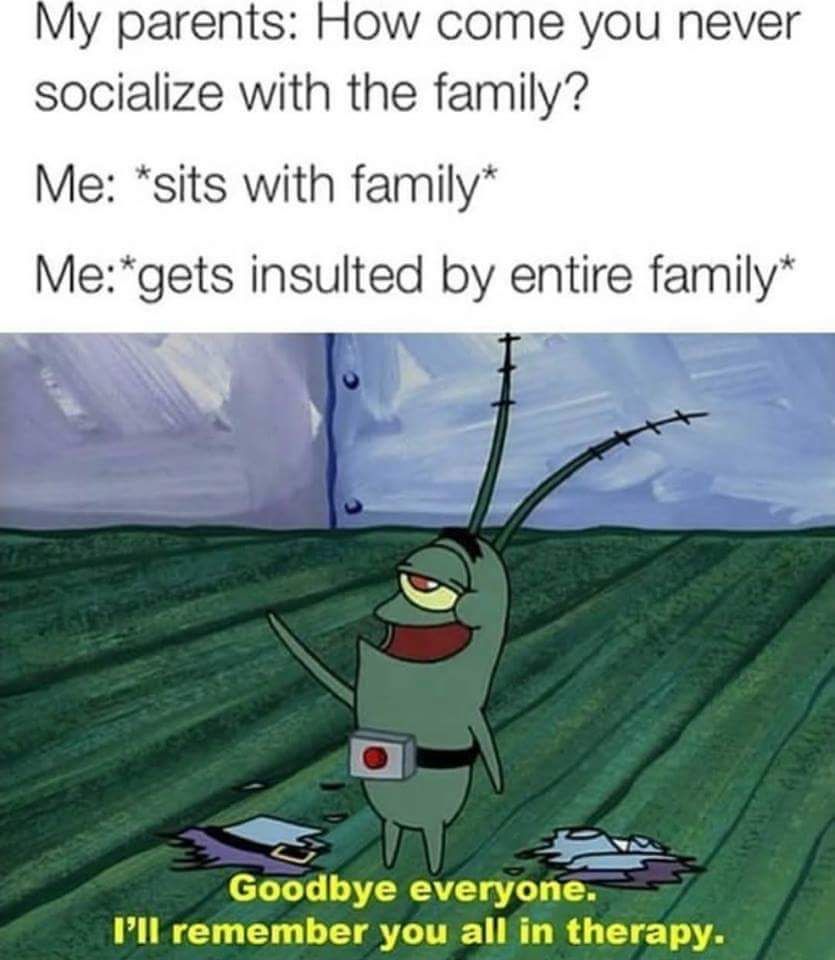 My parents: How come you never
socialize with the family?
Me: *sits with family*
Me:*gets insulted by entire family*
Goodbye everyone.
I'll remember you all in therapy.